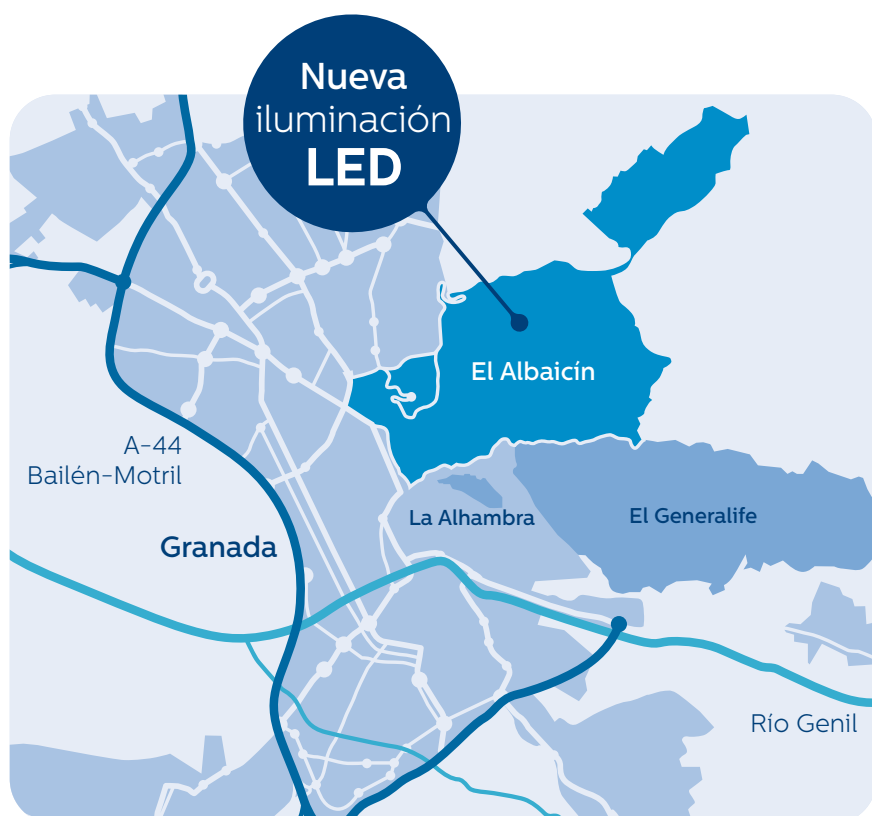 Nueva
iluminación
LED
El Albaicín
A-44
Bailén-Motril
La Alhambra
El Generalife
Granada
Río Genil